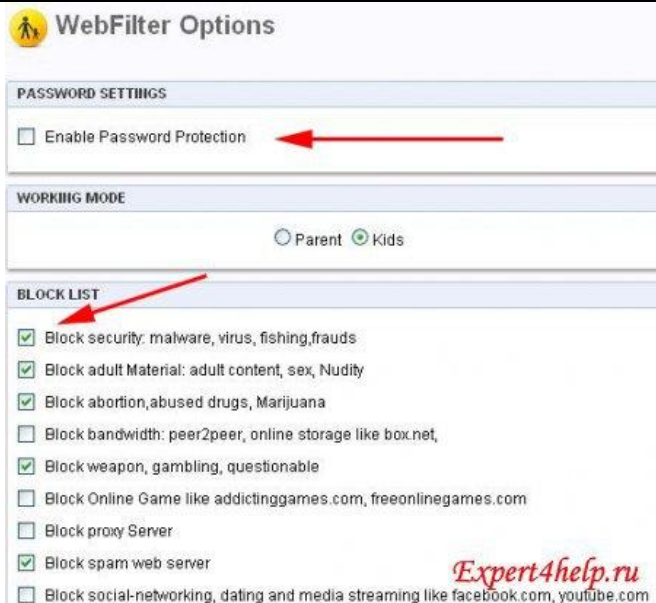 WebFilter Options
PASSWORD SETTINGS
Enable Password Protection
WORKING MODE
Parent Kids
BLOCK LIST
Block security: malware, virus, fishing,frauds
Block adult Material: adult content, sex, Nudity
Block abortion,abused drugs, Marijuana
Block bandwidth: peer2peer, online storage like box.net,
Block weapon, gambling, questionable
Block Online Game like addictinggames.com, freeonlinegames.com
Block proxy Server
Block spam web server
Expert4help.ru
Block social-networking, dating and media streaming like facebook.com, youtube.com